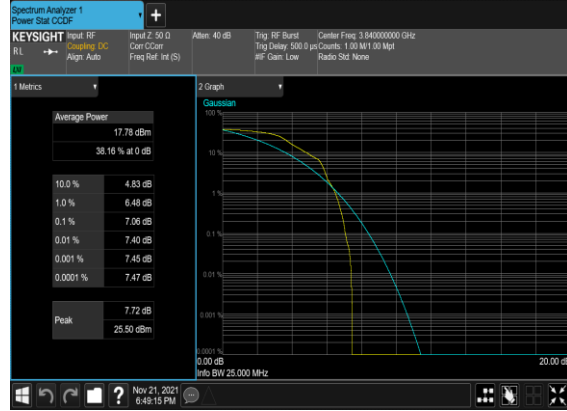 Spectrum Analyzer 1
Power Stat CCDF
+
KEYSIGHT Input: RF Input Z: 50 Ω Atten: 40 dB Trig: RF Burst Center Freq: 3.840000000 GHz
RL Coupling: DC Corr CCorr Trig Delay: 500.0 µs Counts: 1.00 M/1.00 Mpt
Align: Auto Freq Ref: Int (S) #IF Gain: Low Radio Std: None
1 Metrics
2 Graph
Gaussian
Average Power
17.78 dBm
38.16 % at 0 dB
10.0 % 4.83 dB
1.0 % 6.48 dB
0.1 % 7.06 dB
0.01 % 7.40 dB
0.001 % 7.45 dB
0.0001 % 7.47 dB
Peak 7.72 dB
25.50 dBm
100 %
10 %
1 %
0.1 %
0.01 %
0.001 %
0.0001 %
0.00 dB 20.00 dB
Info BW 25.000 MHz
? Nov 21, 2021
6:49:15 PM